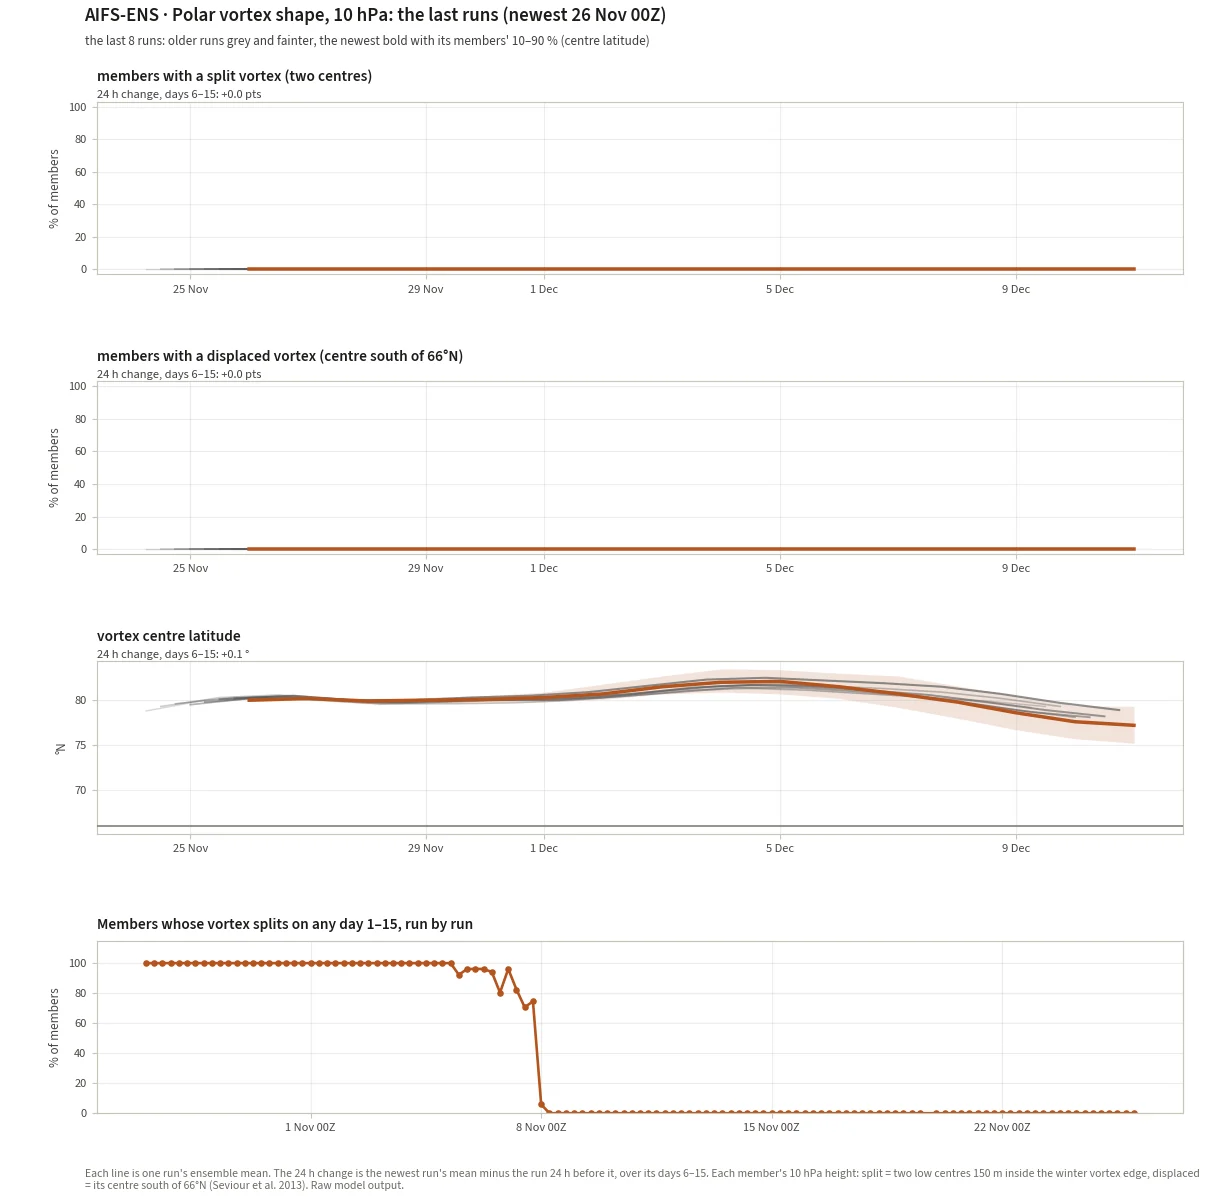 AIFS-ENS · Polar vortex shape, 10 hPa: the last runs (newest 26 Nov 00Z)
the last 8 runs: older runs grey and fainter, the newest bold with its members' 10–90 % (centre latitude)
members with a split vortex (two centres)
24 h change, days 6–15: +0.0 pts
100
80
60
40
20
0
% of members
25 Nov
29 Nov
1 Dec
5 Dec
9 Dec
members with a displaced vortex (centre south of 66°N)
24 h change, days 6–15: +0.0 pts
100
80
60
40
20
0
% of members
25 Nov
29 Nov
1 Dec
5 Dec
9 Dec
vortex centre latitude
24 h change, days 6–15: +0.1 °
80
75
70
°N
25 Nov
29 Nov
1 Dec
5 Dec
9 Dec
Members whose vortex splits on any day 1–15, run by run
100
80
60
40
20
0
% of members
1 Nov 00Z
8 Nov 00Z
15 Nov 00Z
22 Nov 00Z
Each line is one run's ensemble mean. The 24 h change is the newest run's mean minus the run 24 h before it, over its days 6–15. Each member's 10 hPa height: split = two low centres 150 m inside the winter vortex edge, displaced
= its centre south of 66°N (Seviour et al. 2013). Raw model output.